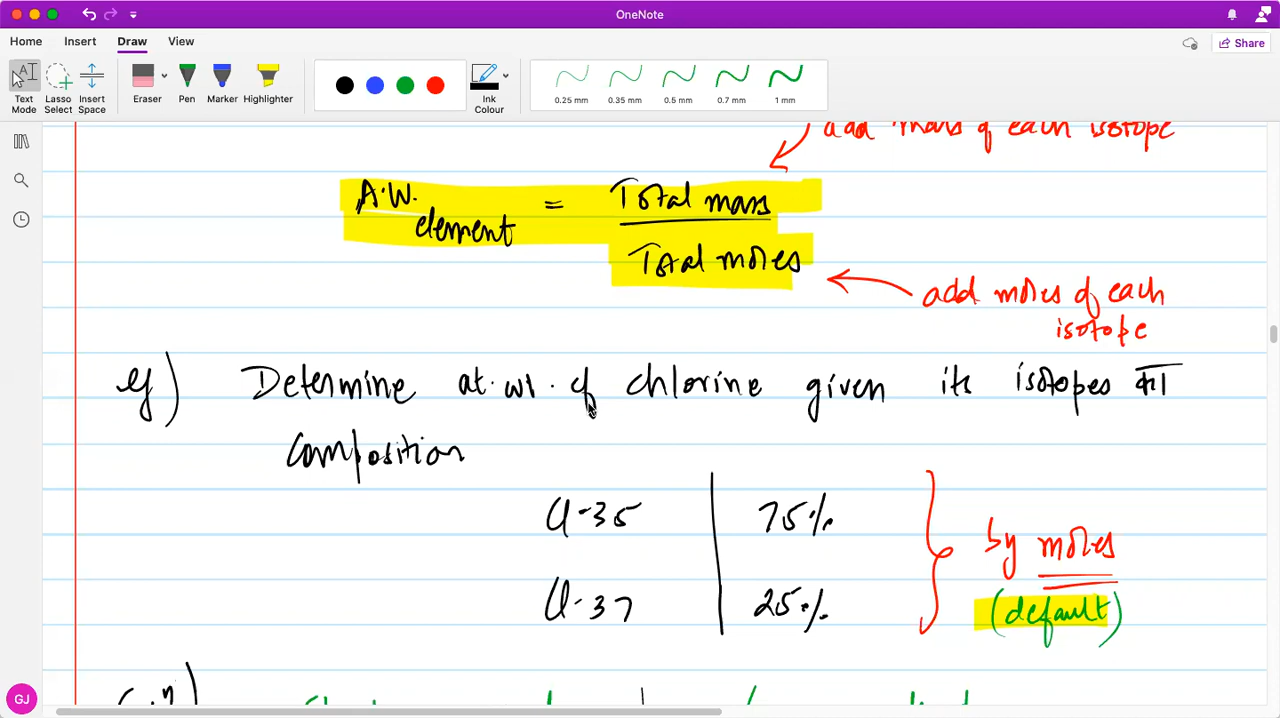 OneNote
Home Insert Draw View
Share
Text Mode
Lasso Select
Insert Space
Eraser
Pen
Marker
Highlighter
Ink Colour
0.25 mm 0.35 mm 0.5 mm 0.7 mm 1 mm
add mass of each isotope
A.W. element = Total mass
Total moles
add moles of each
isotope
eg) Determine at. wt. of chlorine given its isotopes
composition
Cl-35 | 75%
Cl-37 | 25%
by moles
(default)
GJ